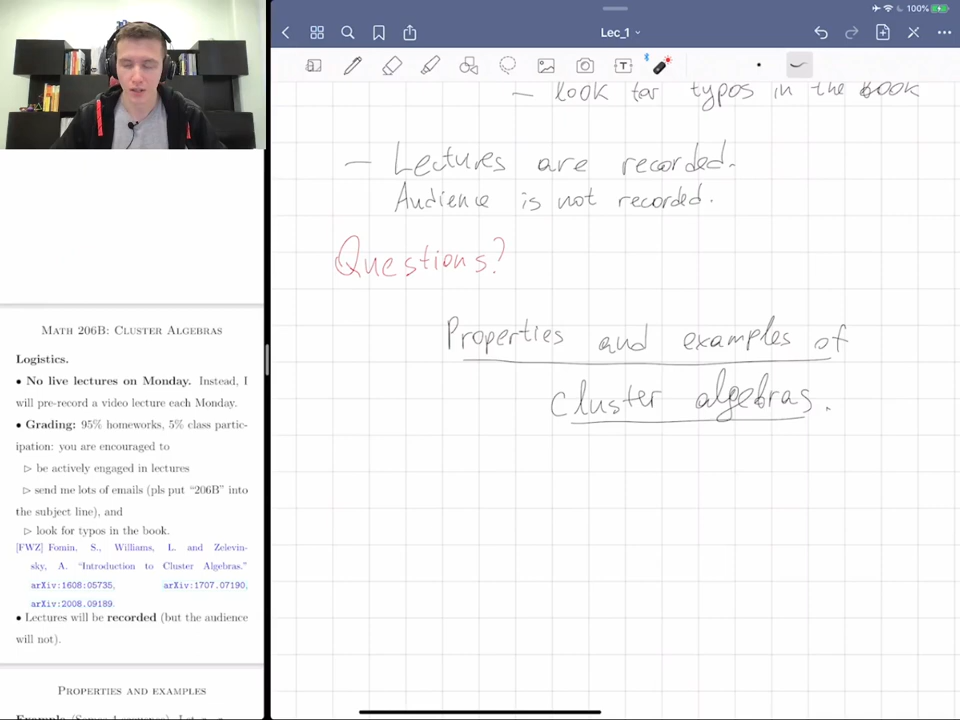 100%
Lec_1
— look for typos in the book
— Lectures are recorded.
Audience is not recorded.
Questions?
Properties and examples of
cluster algebras.
MATH 206B: CLUSTER ALGEBRAS
Logistics.
• No live lectures on Monday. Instead, I
will pre-record a video lecture each Monday.
• Grading: 95% homeworks, 5% class partic-
ipation: you are encouraged to
▷ be actively engaged in lectures
▷ send me lots of emails (pls put “206B” into
the subject line), and
▷ look for typos in the book.
[FWZ] Fomin, S., Williams, L. and Zelevin-
sky, A. “Introduction to Cluster Algebras.”
arXiv:1608:05735, arXiv:1707.07190,
arXiv:2008.09189.
• Lectures will be recorded (but the audience
will not).
PROPERTIES AND EXAMPLES